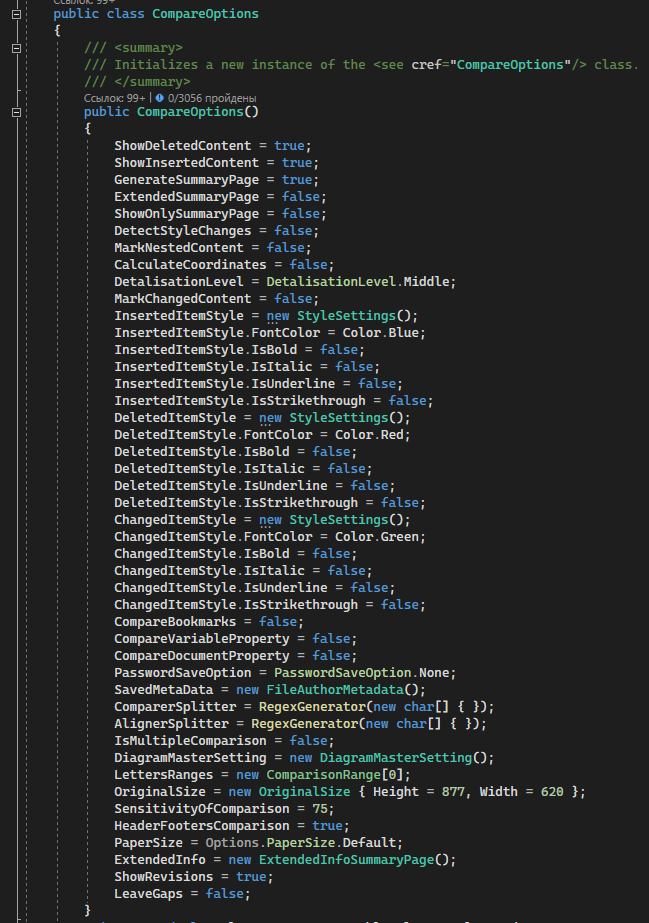 Ссылок: 99+
public class CompareOptions
{
/// <summary>
/// Initializes a new instance of the <see cref="CompareOptions"/> class.
/// </summary>
Ссылок: 99+ | 0/3056 пройдены
public CompareOptions()
{
ShowDeletedContent = true;
ShowInsertedContent = true;
GenerateSummaryPage = true;
ExtendedSummaryPage = false;
ShowOnlySummaryPage = false;
DetectStyleChanges = false;
MarkNestedContent = false;
CalculateCoordinates = false;
DetalisationLevel = DetalisationLevel.Middle;
MarkChangedContent = false;
InsertedItemStyle = new StyleSettings();
InsertedItemStyle.FontColor = Color.Blue;
InsertedItemStyle.IsBold = false;
InsertedItemStyle.IsItalic = false;
InsertedItemStyle.IsUnderline = false;
InsertedItemStyle.IsStrikethrough = false;
DeletedItemStyle = new StyleSettings();
DeletedItemStyle.FontColor = Color.Red;
DeletedItemStyle.IsBold = false;
DeletedItemStyle.IsItalic = false;
DeletedItemStyle.IsUnderline = false;
DeletedItemStyle.IsStrikethrough = false;
ChangedItemStyle = new StyleSettings();
ChangedItemStyle.FontColor = Color.Green;
ChangedItemStyle.IsBold = false;
ChangedItemStyle.IsItalic = false;
ChangedItemStyle.IsUnderline = false;
ChangedItemStyle.IsStrikethrough = false;
CompareBookmarks = false;
CompareVariableProperty = false;
CompareDocumentProperty = false;
PasswordSaveOption = PasswordSaveOption.None;
SavedMetaData = new FileAuthorMetadata();
ComparerSplitter = RegexGenerator(new char[] { });
AlignerSplitter = RegexGenerator(new char[] { });
IsMultipleComparison = false;
DiagramMasterSetting = new DiagramMasterSetting();
LettersRanges = new ComparisonRange[0];
OriginalSize = new OriginalSize { Height = 877, Width = 620 };
SensitivityOfComparison = 75;
HeaderFootersComparison = true;
PaperSize = Options.PaperSize.Default;
ExtendedInfo = new ExtendedInfoSummaryPage();
ShowRevisions = true;
LeaveGaps = false;
}